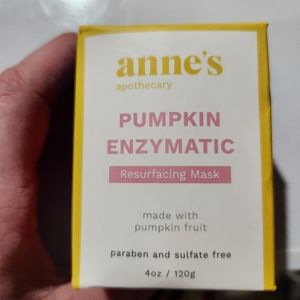 anne's
apothecary
PUMPKIN
ENZYMATIC
Resurfacing Mask
made with
pumpkin fruit
paraben and sulfate free
4oz / 120g